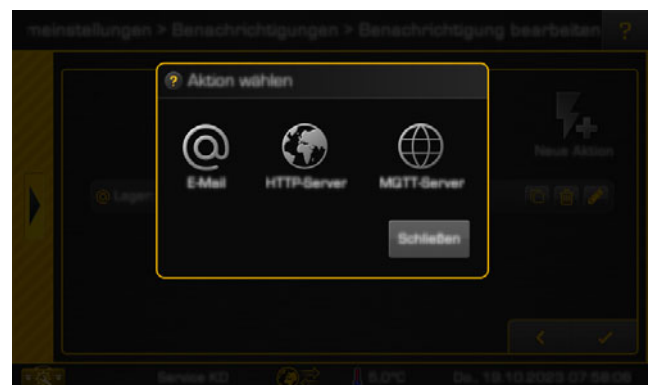 meinstellungen > Benachrichtigungen > Benachrichtigung bearbeiten ?
? Aktion wählen
E-Mail HTTP-Server MQTT-Server
Neue Aktion
@ Lager
Schließen
Service KD 5,0°C Do., 19.10.2023 07:58:06